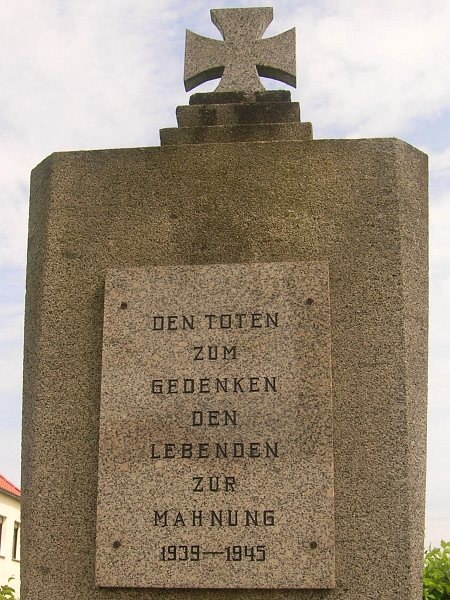 DEN TOTEN
ZUM
GEDENKEN
DEN
LEBENDEN
ZUR
MAHNUNG
1939—1945